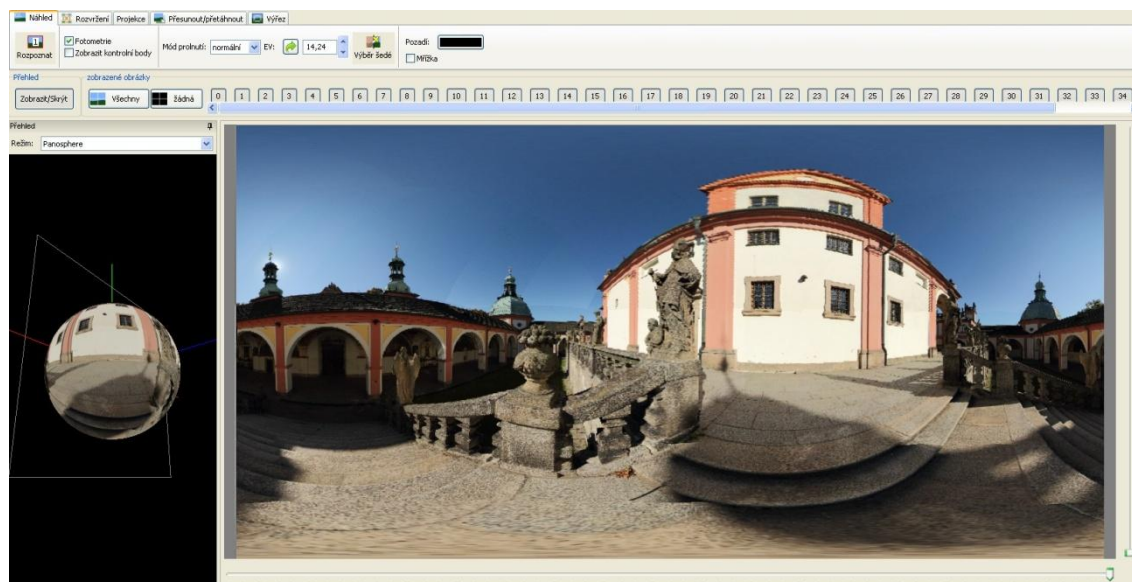 Náhled Rozvržení Projekce Přesunout/přetáhnout Výřez
Rozpoznat
Fotometrie
Zobrazit kontrolní body
Mód prolnutí: normální EV: 14,24
Výběr šedé
Pozadí:
Mřížka
Přehled zobrazené obrázky
Zobrazit/Skrýt Všechny žádná 0 1 2 3 4 5 6 7 8 9 10 11 12 13 14 15 16 17 18 19 20 21 22 23 24 25 26 27 28 29 30 31 32 33 34
Přehled
Režim: Panosphere